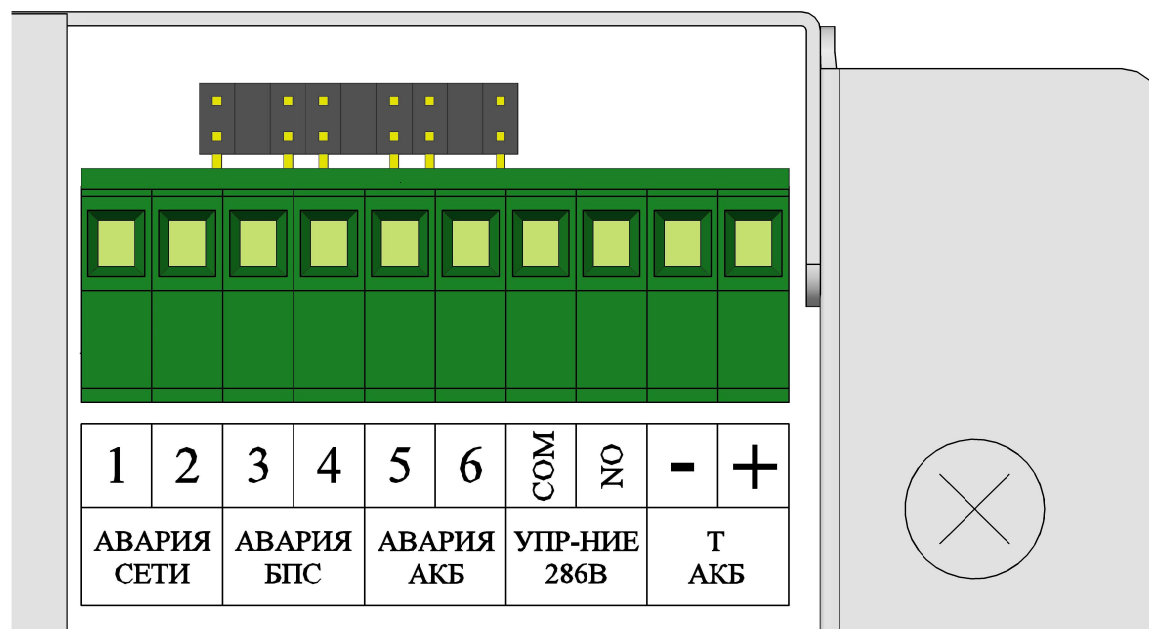 1 2 3 4 5 6 COM NO - +
АВАРИЯ СЕТИ
АВАРИЯ БПС
АВАРИЯ АКБ
УПР-НИЕ 286В
Т АКБ